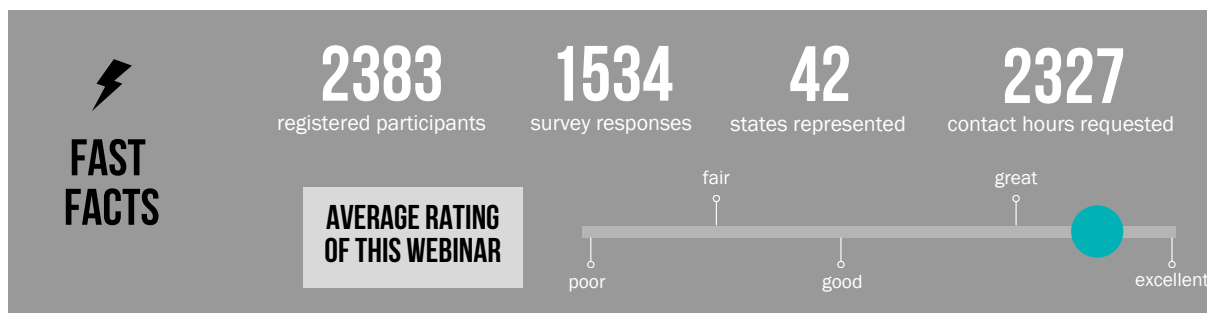 FAST
FACTS
2383
registered participants
1534
survey responses
42
states represented
2327
contact hours requested
AVERAGE RATING
OF THIS WEBINAR
fair
great
poor
good
excellent